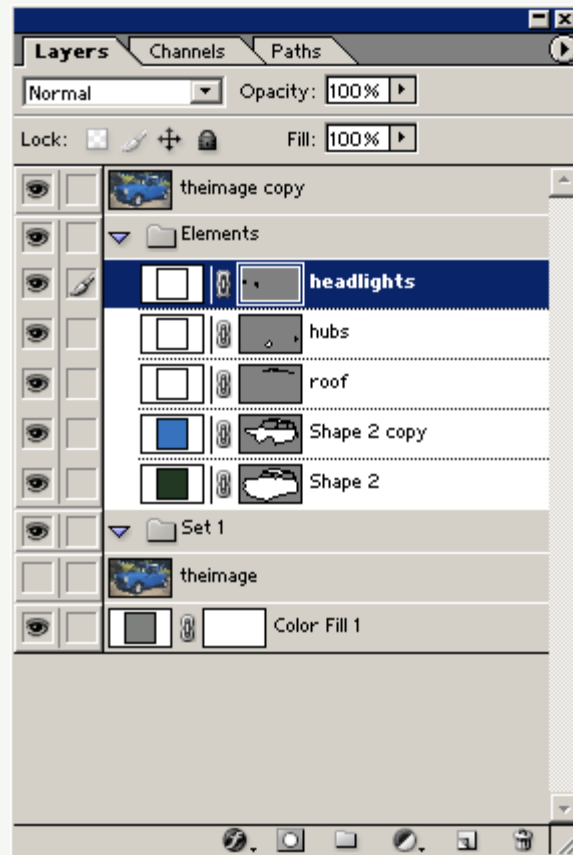 Layers Channels Paths
Normal Opacity: 100%
Lock: Fill: 100%
theimage copy
Elements
headlights
hubs
roof
Shape 2 copy
Shape 2
Set 1
theimage
Color Fill 1